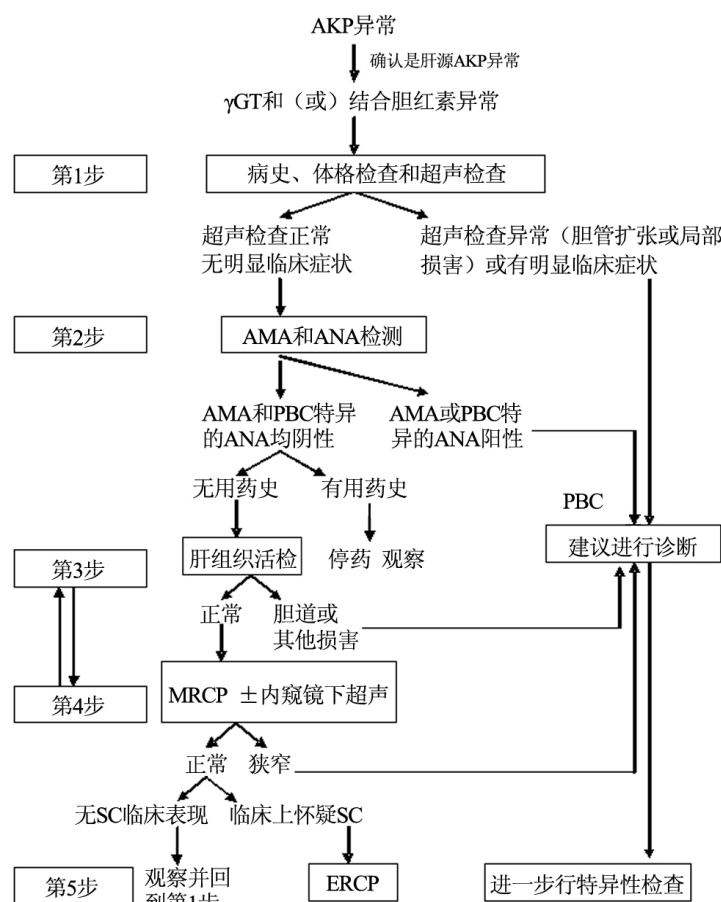 AKP异常
确认是肝源AKP异常
γGT和（或）结合胆红素异常
第1步
病史、体格检查和超声检查
超声检查正常
无明显临床症状
超声检查异常（胆管扩张或局部
损害）或有明显临床症状
第2步
AMA和ANA检测
AMA和PBC特异
的ANA均阴性
AMA或PBC特
异的ANA阳性
无用药史
有用药史
PBC
第3步
肝组织活检
停药 观察
建议进行诊断
正常
胆道或
其他损害
第4步
MRCP ±内窥镜下超声
正常
狭窄
无SC临床表现
临床上怀疑SC
第5步
观察并回
到第1步
ERCP
进一步行特异性检查